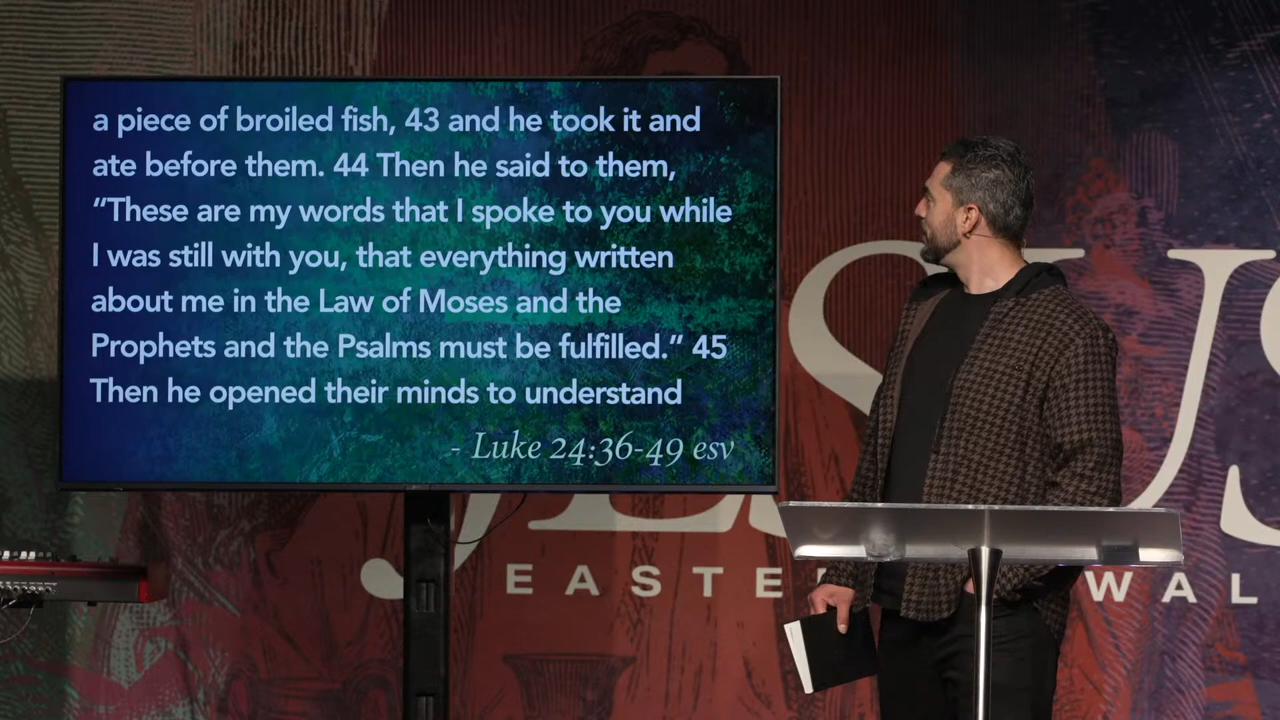 a piece of broiled fish, 43 and he took it and
ate before them. 44 Then he said to them,
“These are my words that I spoke to you while
I was still with you, that everything written
about me in the Law of Moses and the
Prophets and the Psalms must be fulfilled.” 45
Then he opened their minds to understand
- Luke 24:36-49 esv